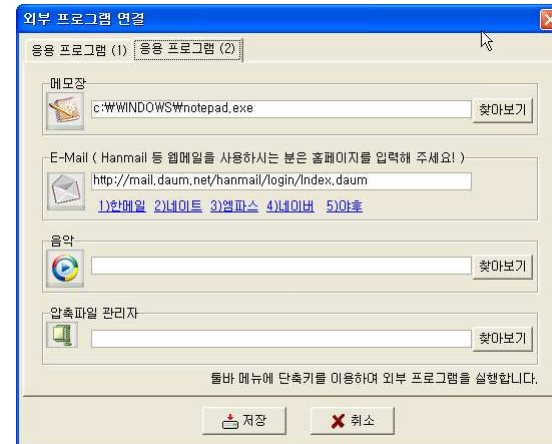 외부 프로그램 연결
응용 프로그램 (1) 응용 프로그램 (2)
메모장
c:₩WINDOWS₩notepad.exe 찾아보기
E-Mail ( Hanmail 등 웹메일을 사용하시는 분은 홈페이지를 입력해 주세요! )
http://mail.daum.net/hanmail/login/Index.daum
1)한메일 2)네이트 3)엠파스 4)네이버 5)야후
음악
찾아보기
압축파일 관리자
찾아보기
툴바 메뉴에 단축키를 이용하여 외부 프로그램을 실행합니다.
저장 취소